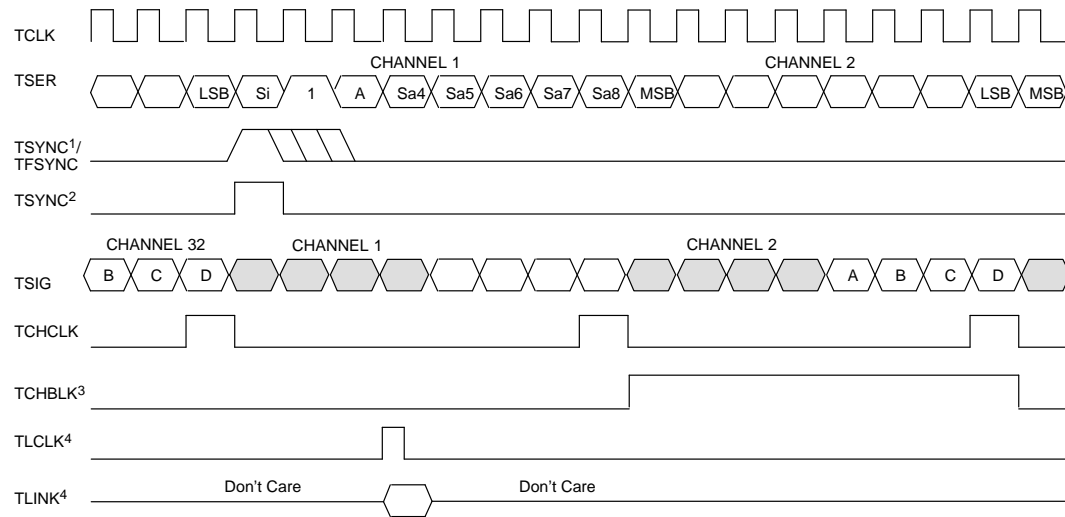 TCLK
CHANNEL 1 CHANNEL 2
TSER LSB Si 1 A Sa4 Sa5 Sa6 Sa7 Sa8 MSB LSB MSB
TSYNC1/
TFSYNC
TSYNC2
CHANNEL 32 CHANNEL 1 CHANNEL 2
TSIG B C D A B C D
TCHCLK
TCHBLK3
TLCLK4
TLINK4 Don't Care Don't Care